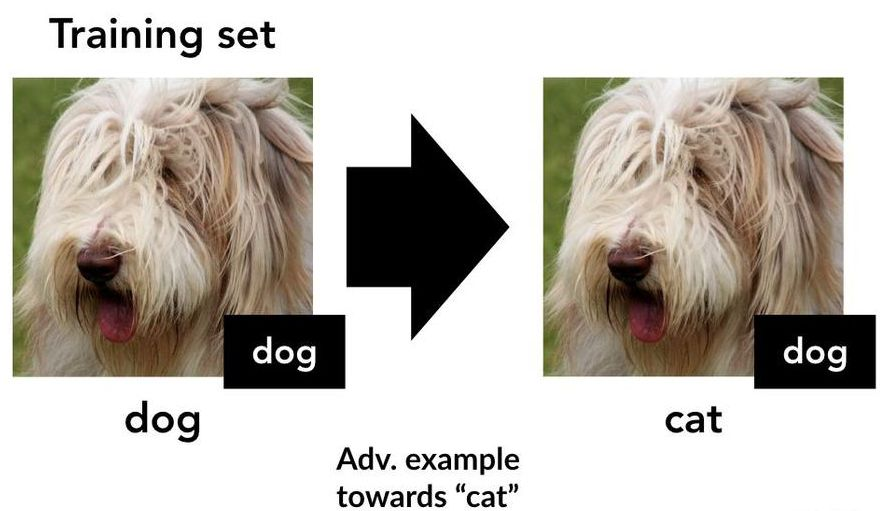 Training set
dog
dog
dog
cat
Adv. example
towards “cat”